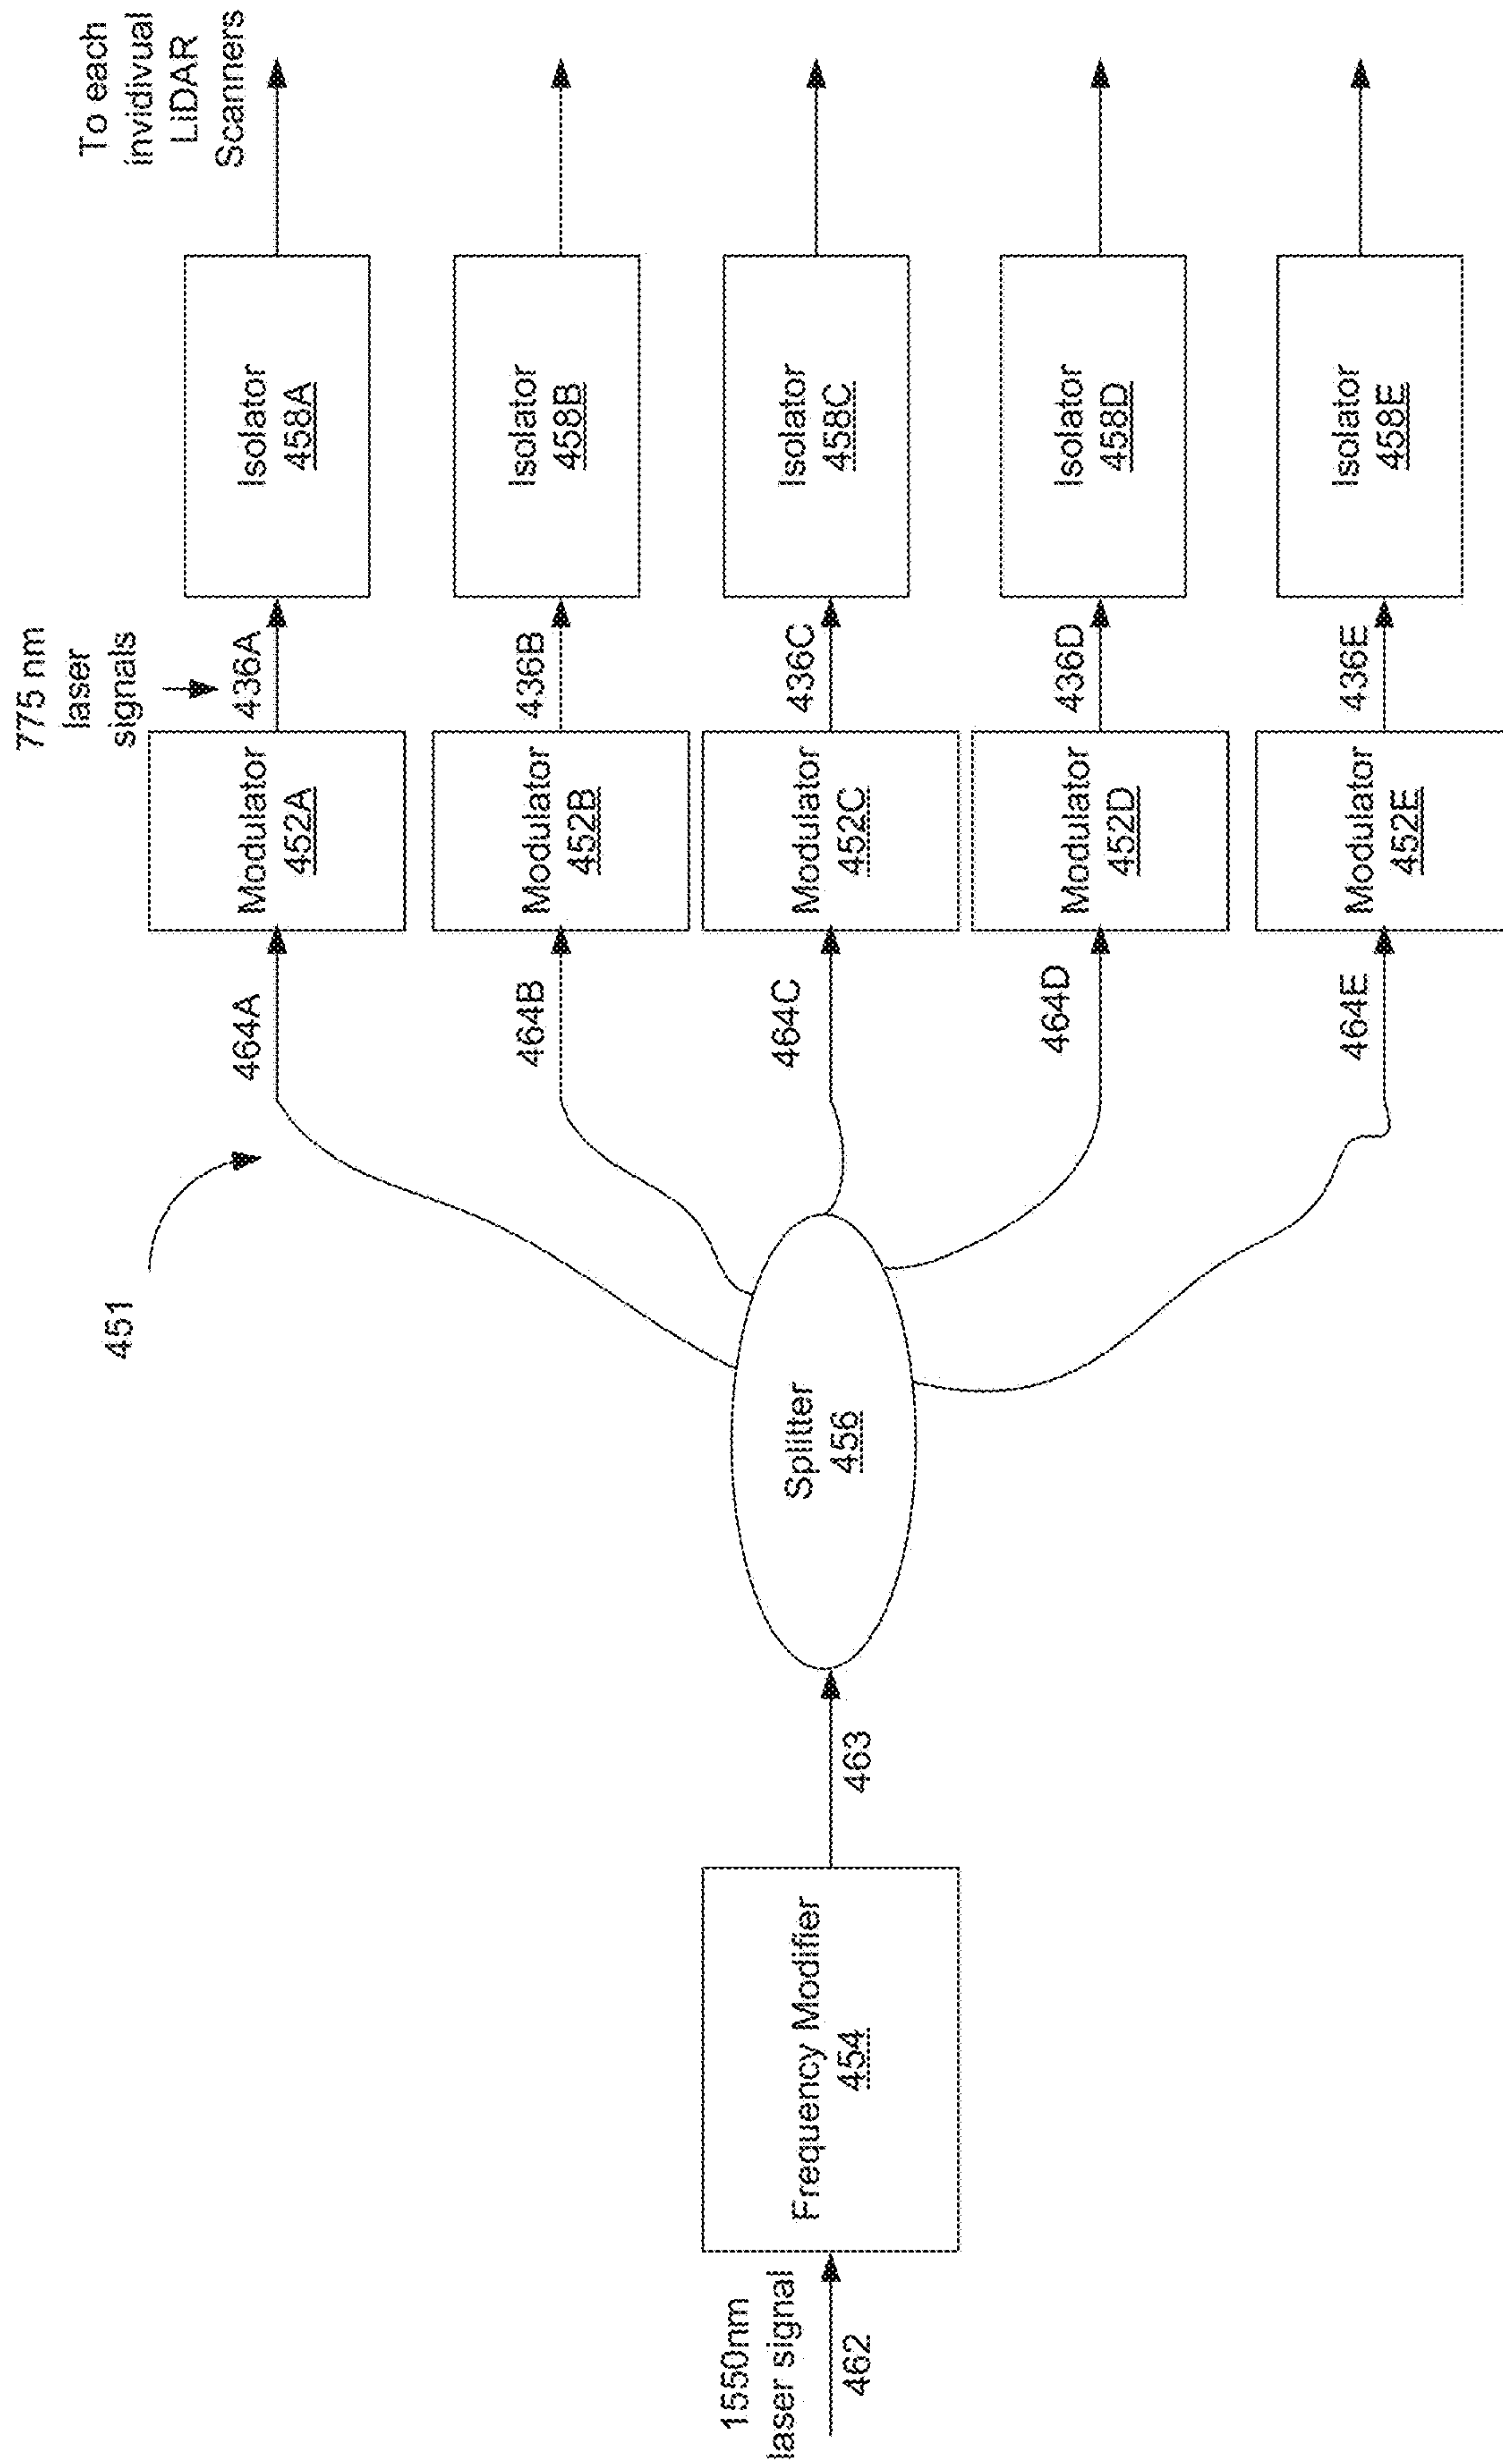 1550nm
laser signal
462
Frequency Modifier
454
463
Splitter
456
451
464A
464B
464C
464D
464E
Modulator
452A
Modulator
452B
Modulator
452C
Modulator
452D
Modulator
452E
775 nm
laser
signals
436A
436B
436C
436D
436E
Isolator
458A
Isolator
458B
Isolator
458C
Isolator
458D
Isolator
458E
To each
invidivual
LiDAR
Scanners